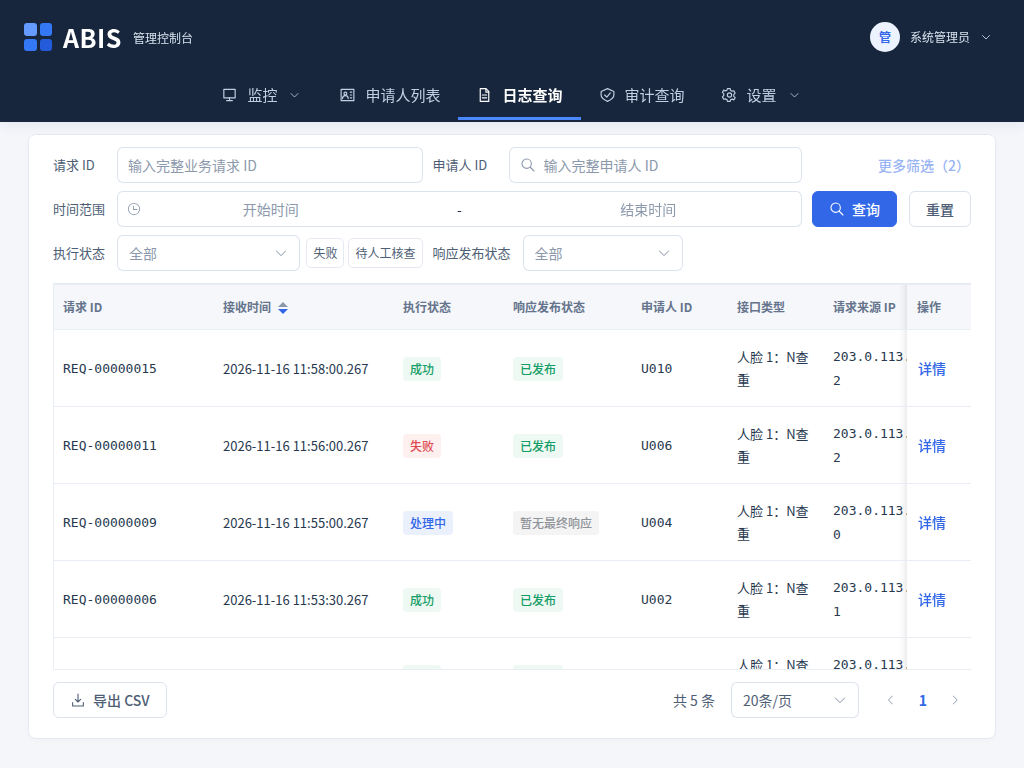 ABIS 管理控制台
管 系统管理员
监控 申请人列表 日志查询 审计查询 设置
请求 ID 输入完整业务请求 ID 申请人 ID 输入完整申请人 ID 更多筛选（2）
时间范围 开始时间 - 结束时间 查询 重置
执行状态 全部 失败 待人工核查 响应发布状态 全部
请求 ID 接收时间 执行状态 响应发布状态 申请人 ID 接口类型 请求来源 IP 操作
REQ-00000015 2026-11-16 11:58:00.267 成功 已发布 U010 人脸 1：N查重 203.0.113.2 详情
REQ-00000011 2026-11-16 11:56:00.267 失败 已发布 U006 人脸 1：N查重 203.0.113.2 详情
REQ-00000009 2026-11-16 11:55:00.267 处理中 暂无最终响应 U004 人脸 1：N查重 203.0.113.0 详情
REQ-00000006 2026-11-16 11:53:30.267 成功 已发布 U002 人脸 1：N查重 203.0.113.1 详情
人脸 1：N查 203.0.113.
导出 CSV 共 5 条 20条/页 1